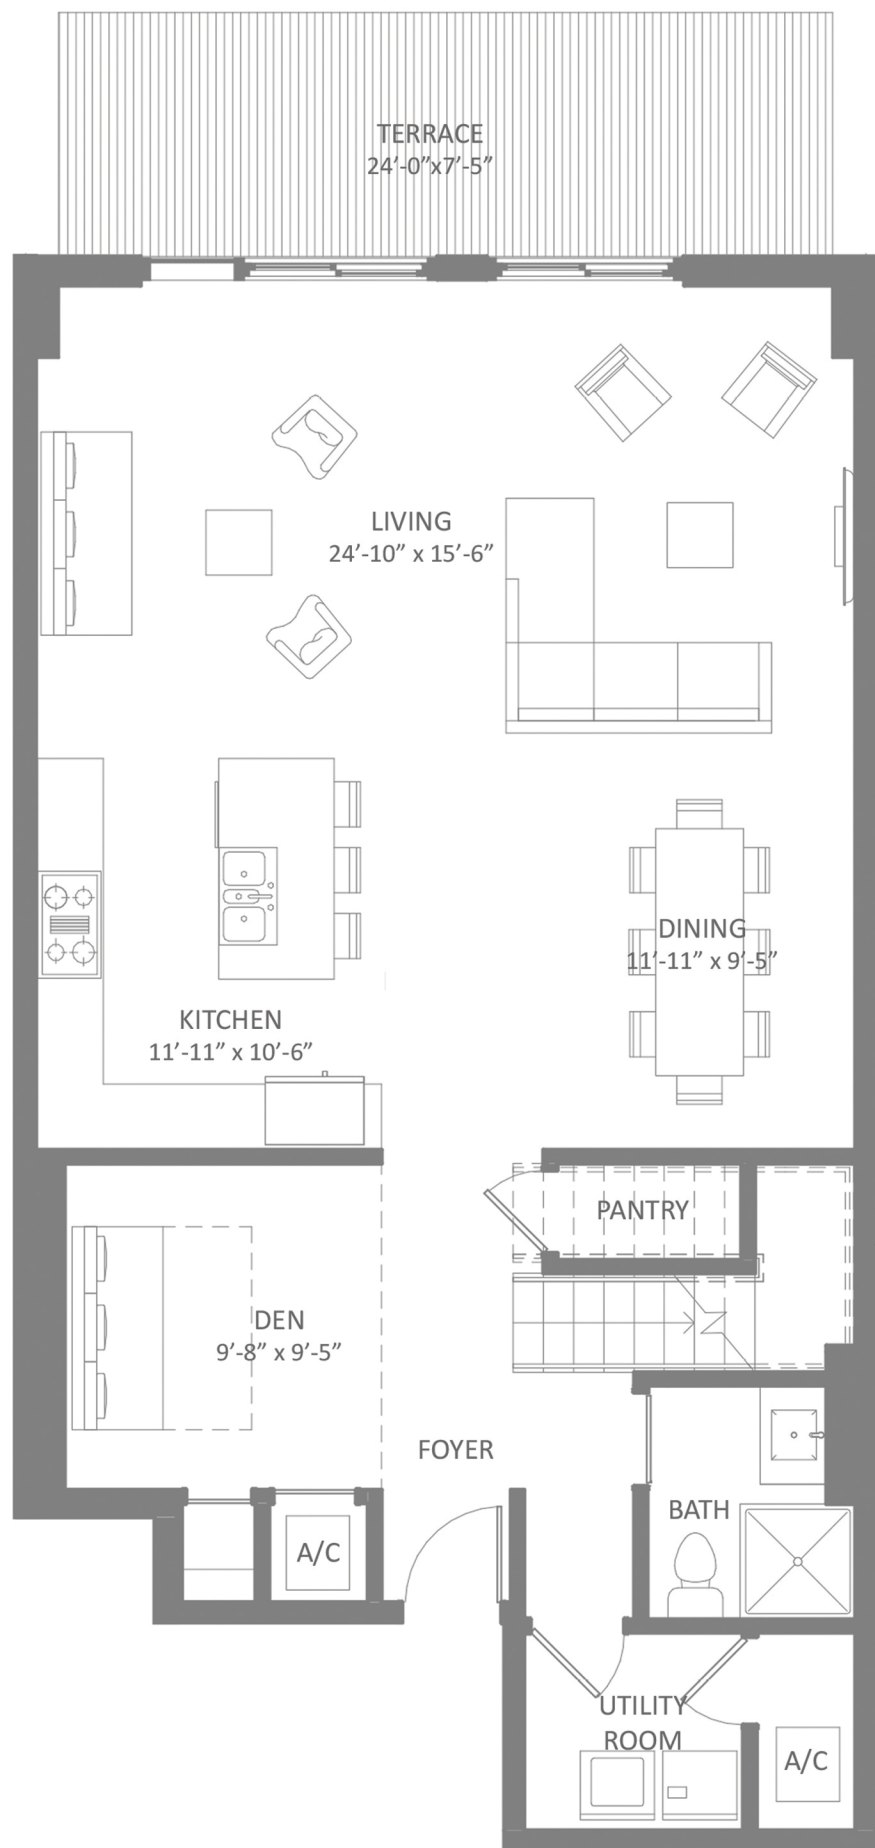 TERRACE
24’-0”x7’-5”
LIVING
24’-10” x 15’-6”
DINING
11’-11” x 9’-5”
KITCHEN
11’-11” x 10’-6”
PANTRY
DEN
9’-8” x 9’-5”
FOYER
BATH
A/C
UTILITY
ROOM
A/C